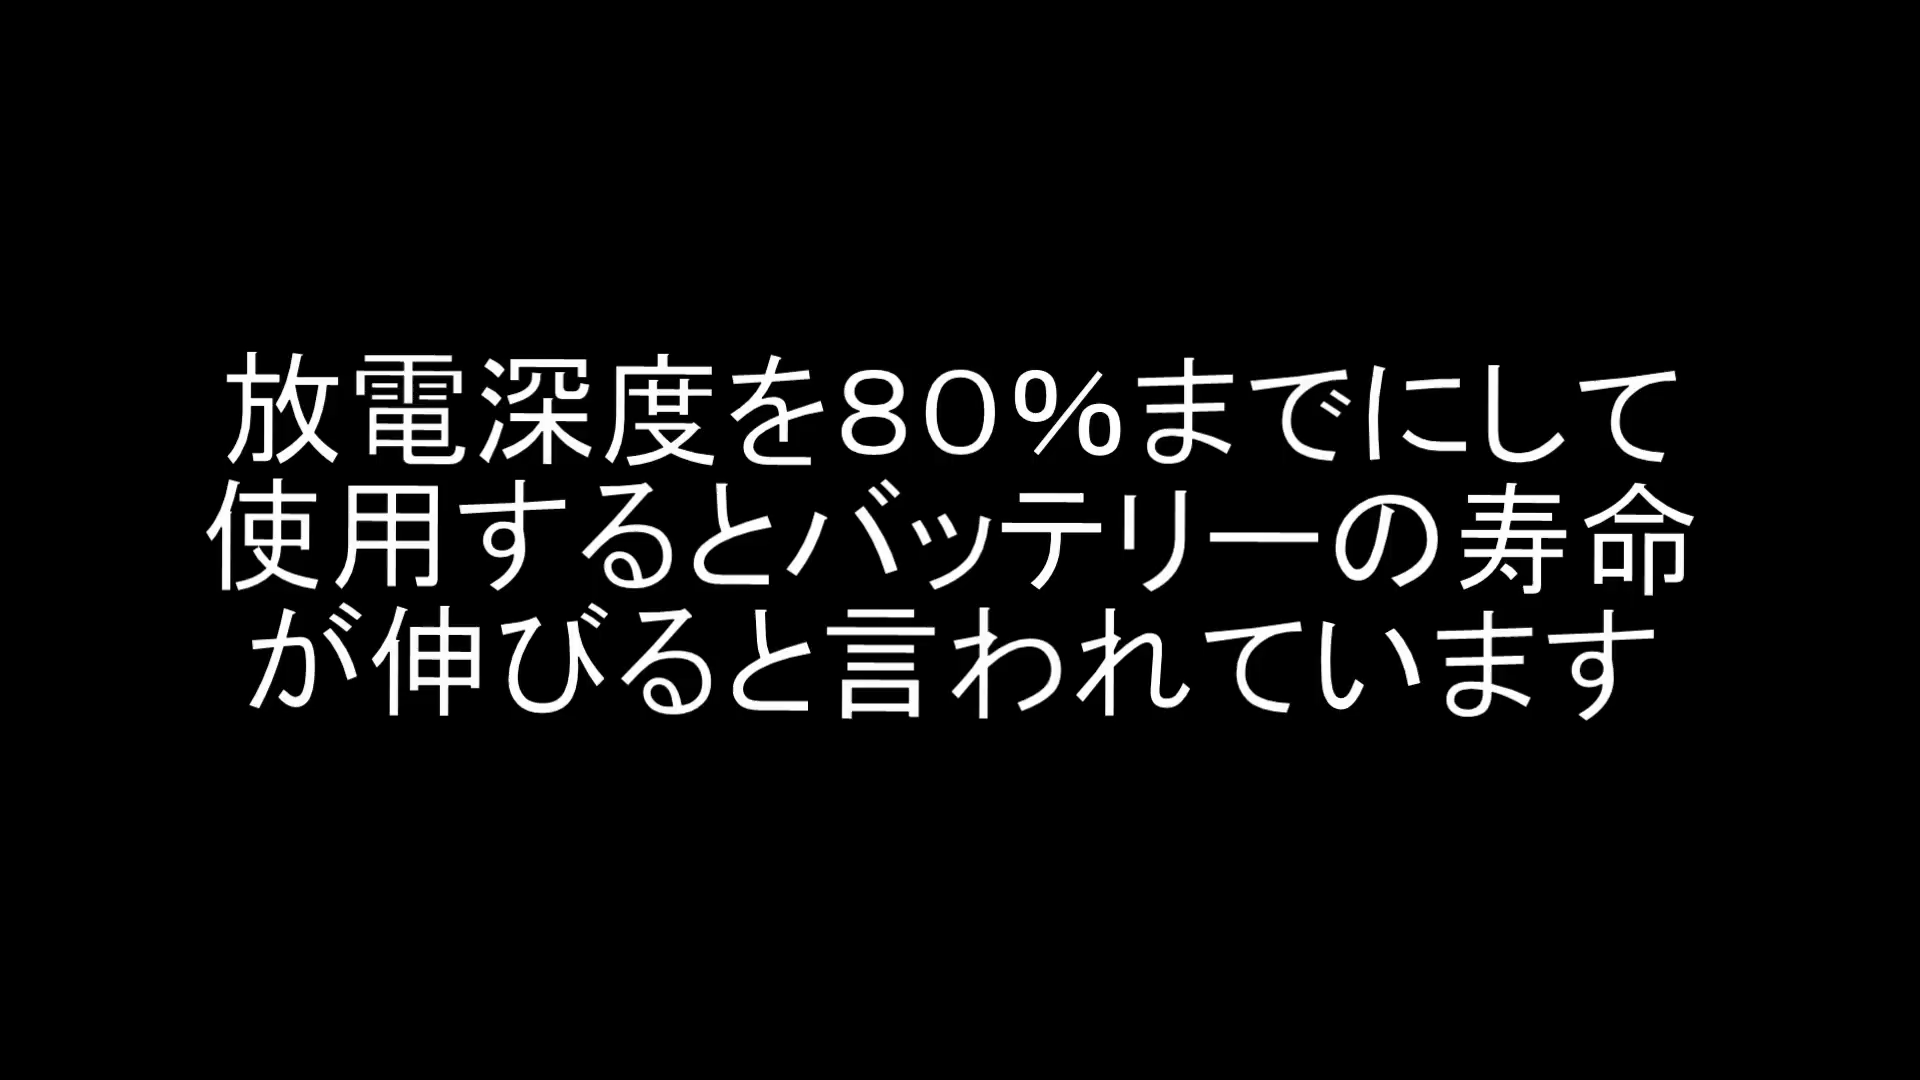 放電深度を80%までにして
使用するとバッテリーの寿命
が伸びると言われています